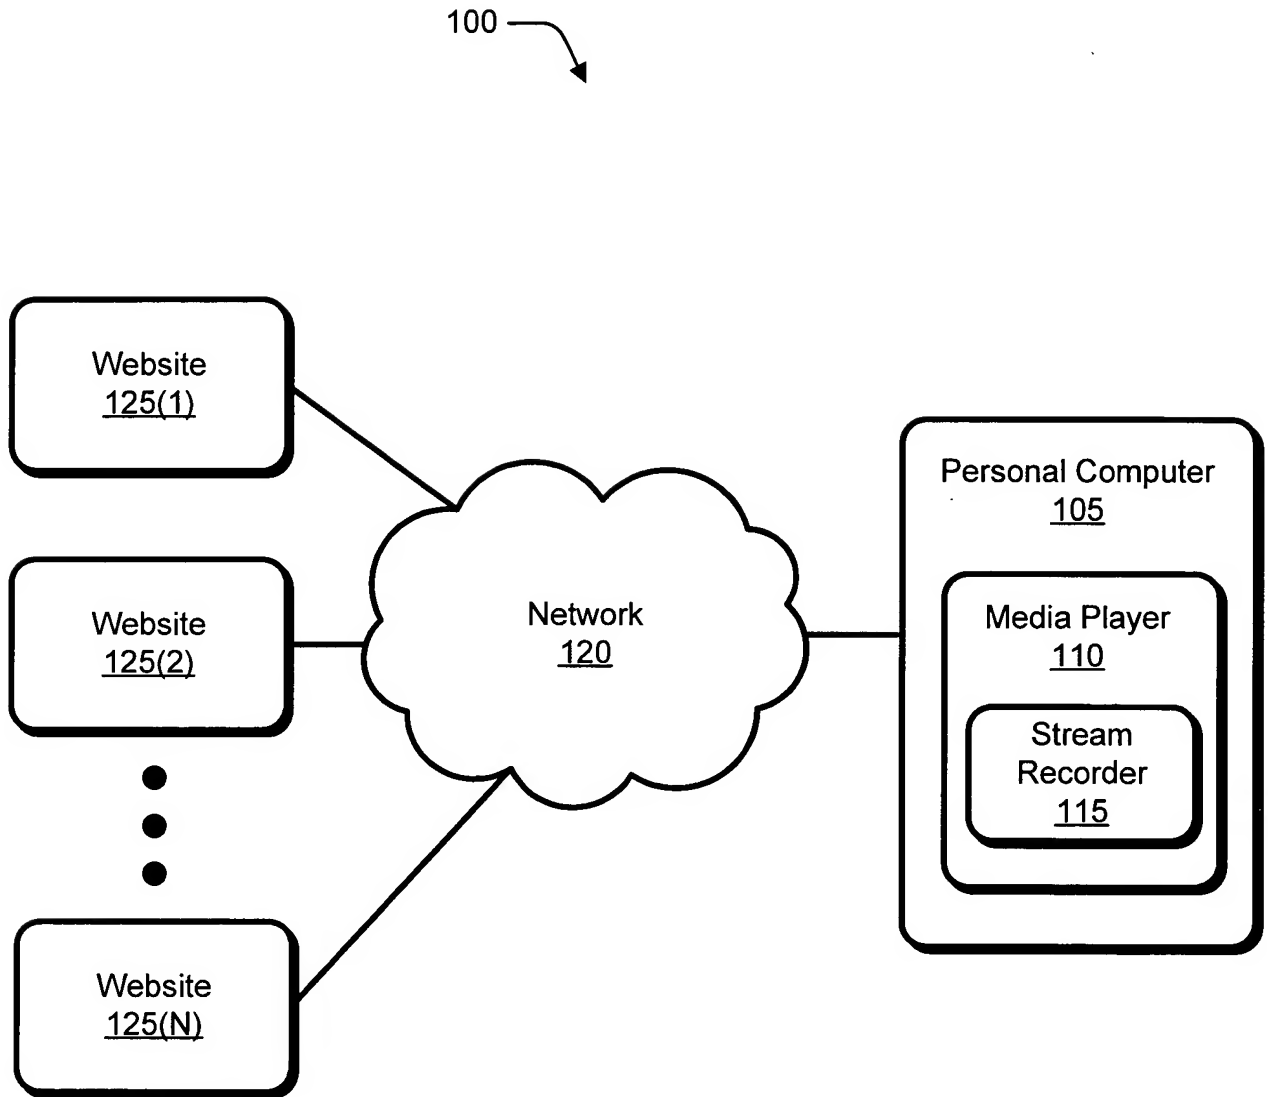 100
Website
125(1)
Personal Computer
105
Website
125(2)
Network
120
Media Player
110
Stream
Recorder
115
Website
125(N)